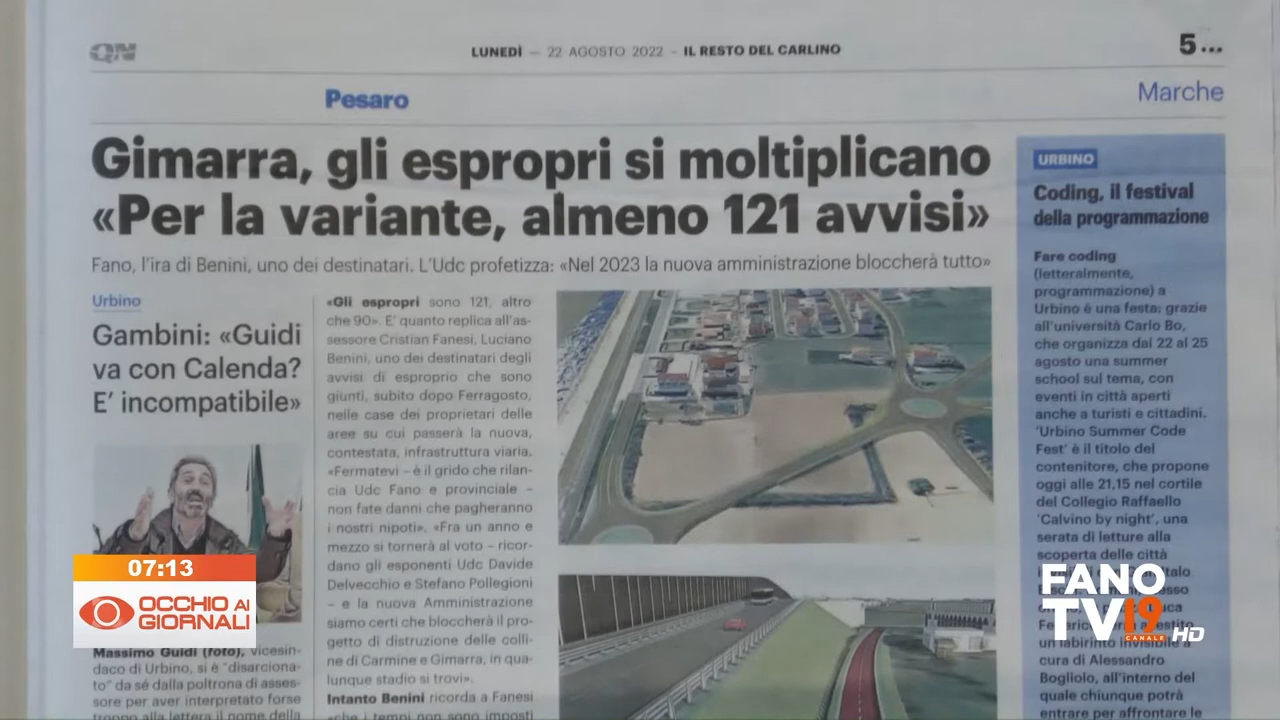 QN
LUNEDÌ — 22 AGOSTO 2022 – IL RESTO DEL CARLINO
5...
Pesaro
Marche
Gimarra, gli espropri si moltiplicano
«Per la variante, almeno 121 avvisi»
Fano, l'ira di Benini, uno dei destinatari. L'Udc profetizza: «Nel 2023 la nuova amministrazione bloccherà tutto»
Urbino
Gambini: «Guidi
va con Calenda?
E' incompatibile»
Massimo Guidi (foto), vicesin-
daco di Urbino, si è "disarciona-
to" da sé dalla poltrona di asses-
sore per aver interpretato forse
troppo alla lettera il nome della
«Gli espropri sono 121, altro
che 90». E' quanto replica all'as-
sessore Cristian Fanesi, Luciano
Benini, uno dei destinatari degli
avvisi di esproprio che sono
giunti, subito dopo Ferragosto,
nelle case dei proprietari delle
aree su cui passerà la nuova,
contestata, infrastruttura viaria.
«Fermatevi – è il grido che rilan-
cia Udc Fano e provinciale –
non fate danni che pagheranno
i nostri nipoti». «Fra un anno e
mezzo si tornerà al voto – ricor-
dano gli esponenti Udc Davide
Delvecchio e Stefano Pollegioni
– e la nuova Amministrazione
siamo certi che bloccherà il pro-
getto di distruzione delle colli-
ne di Carmine e Gimarra, in qua-
lunque stadio si trovi».
Intanto Benini ricorda a Fanesi
«che i tempi non sono imposti
URBINO
Coding, il festival
della programmazione
Fare coding
(letteralmente,
programmazione) a
Urbino è una festa: grazie
all'università Carlo Bo,
che organizza dal 22 al 25
agosto una summer
school sul tema, con
eventi in città aperti
anche a turisti e cittadini.
'Urbino Summer Code
Fest' è il titolo del
contenitore, che propone
oggi alle 21,15 nel cortile
del Collegio Raffaello
'Calvino by night', una
serata di letture alla
scoperta delle città
un labirinto invisibile a
cura di Alessandro
Bogliolo, all'interno del
quale chiunque potrà
entrare per affrontare le
07:13
OCCHIO AI
GIORNALI
FANO
TV19
CANALE HD